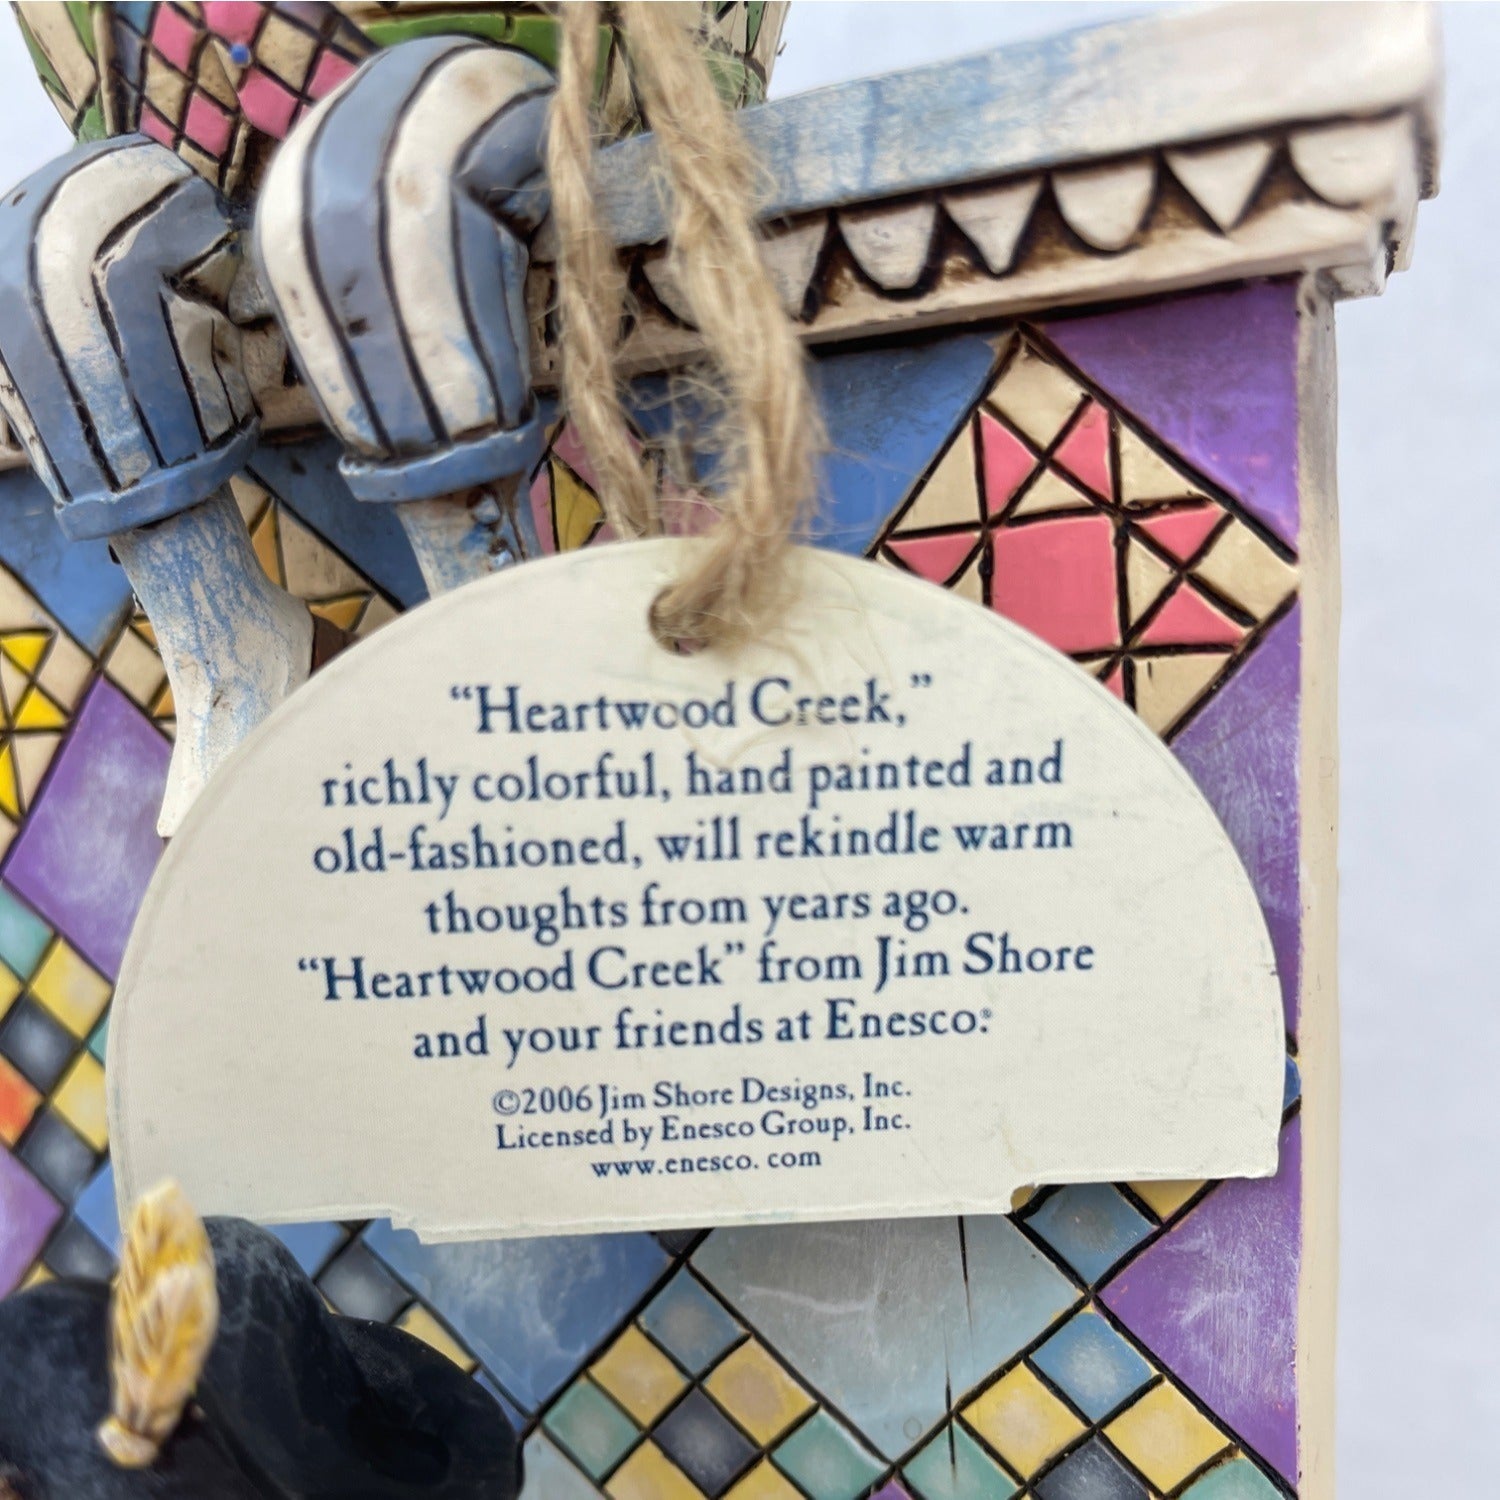 “Heartwood Creek,”
richly colorful, hand painted and
old-fashioned, will rekindle warm
thoughts from years ago.
“Heartwood Creek” from Jim Shore
and your friends at Enesco.®
©2006 Jim Shore Designs, Inc.
Licensed by Enesco Group, Inc.
www.enesco. com